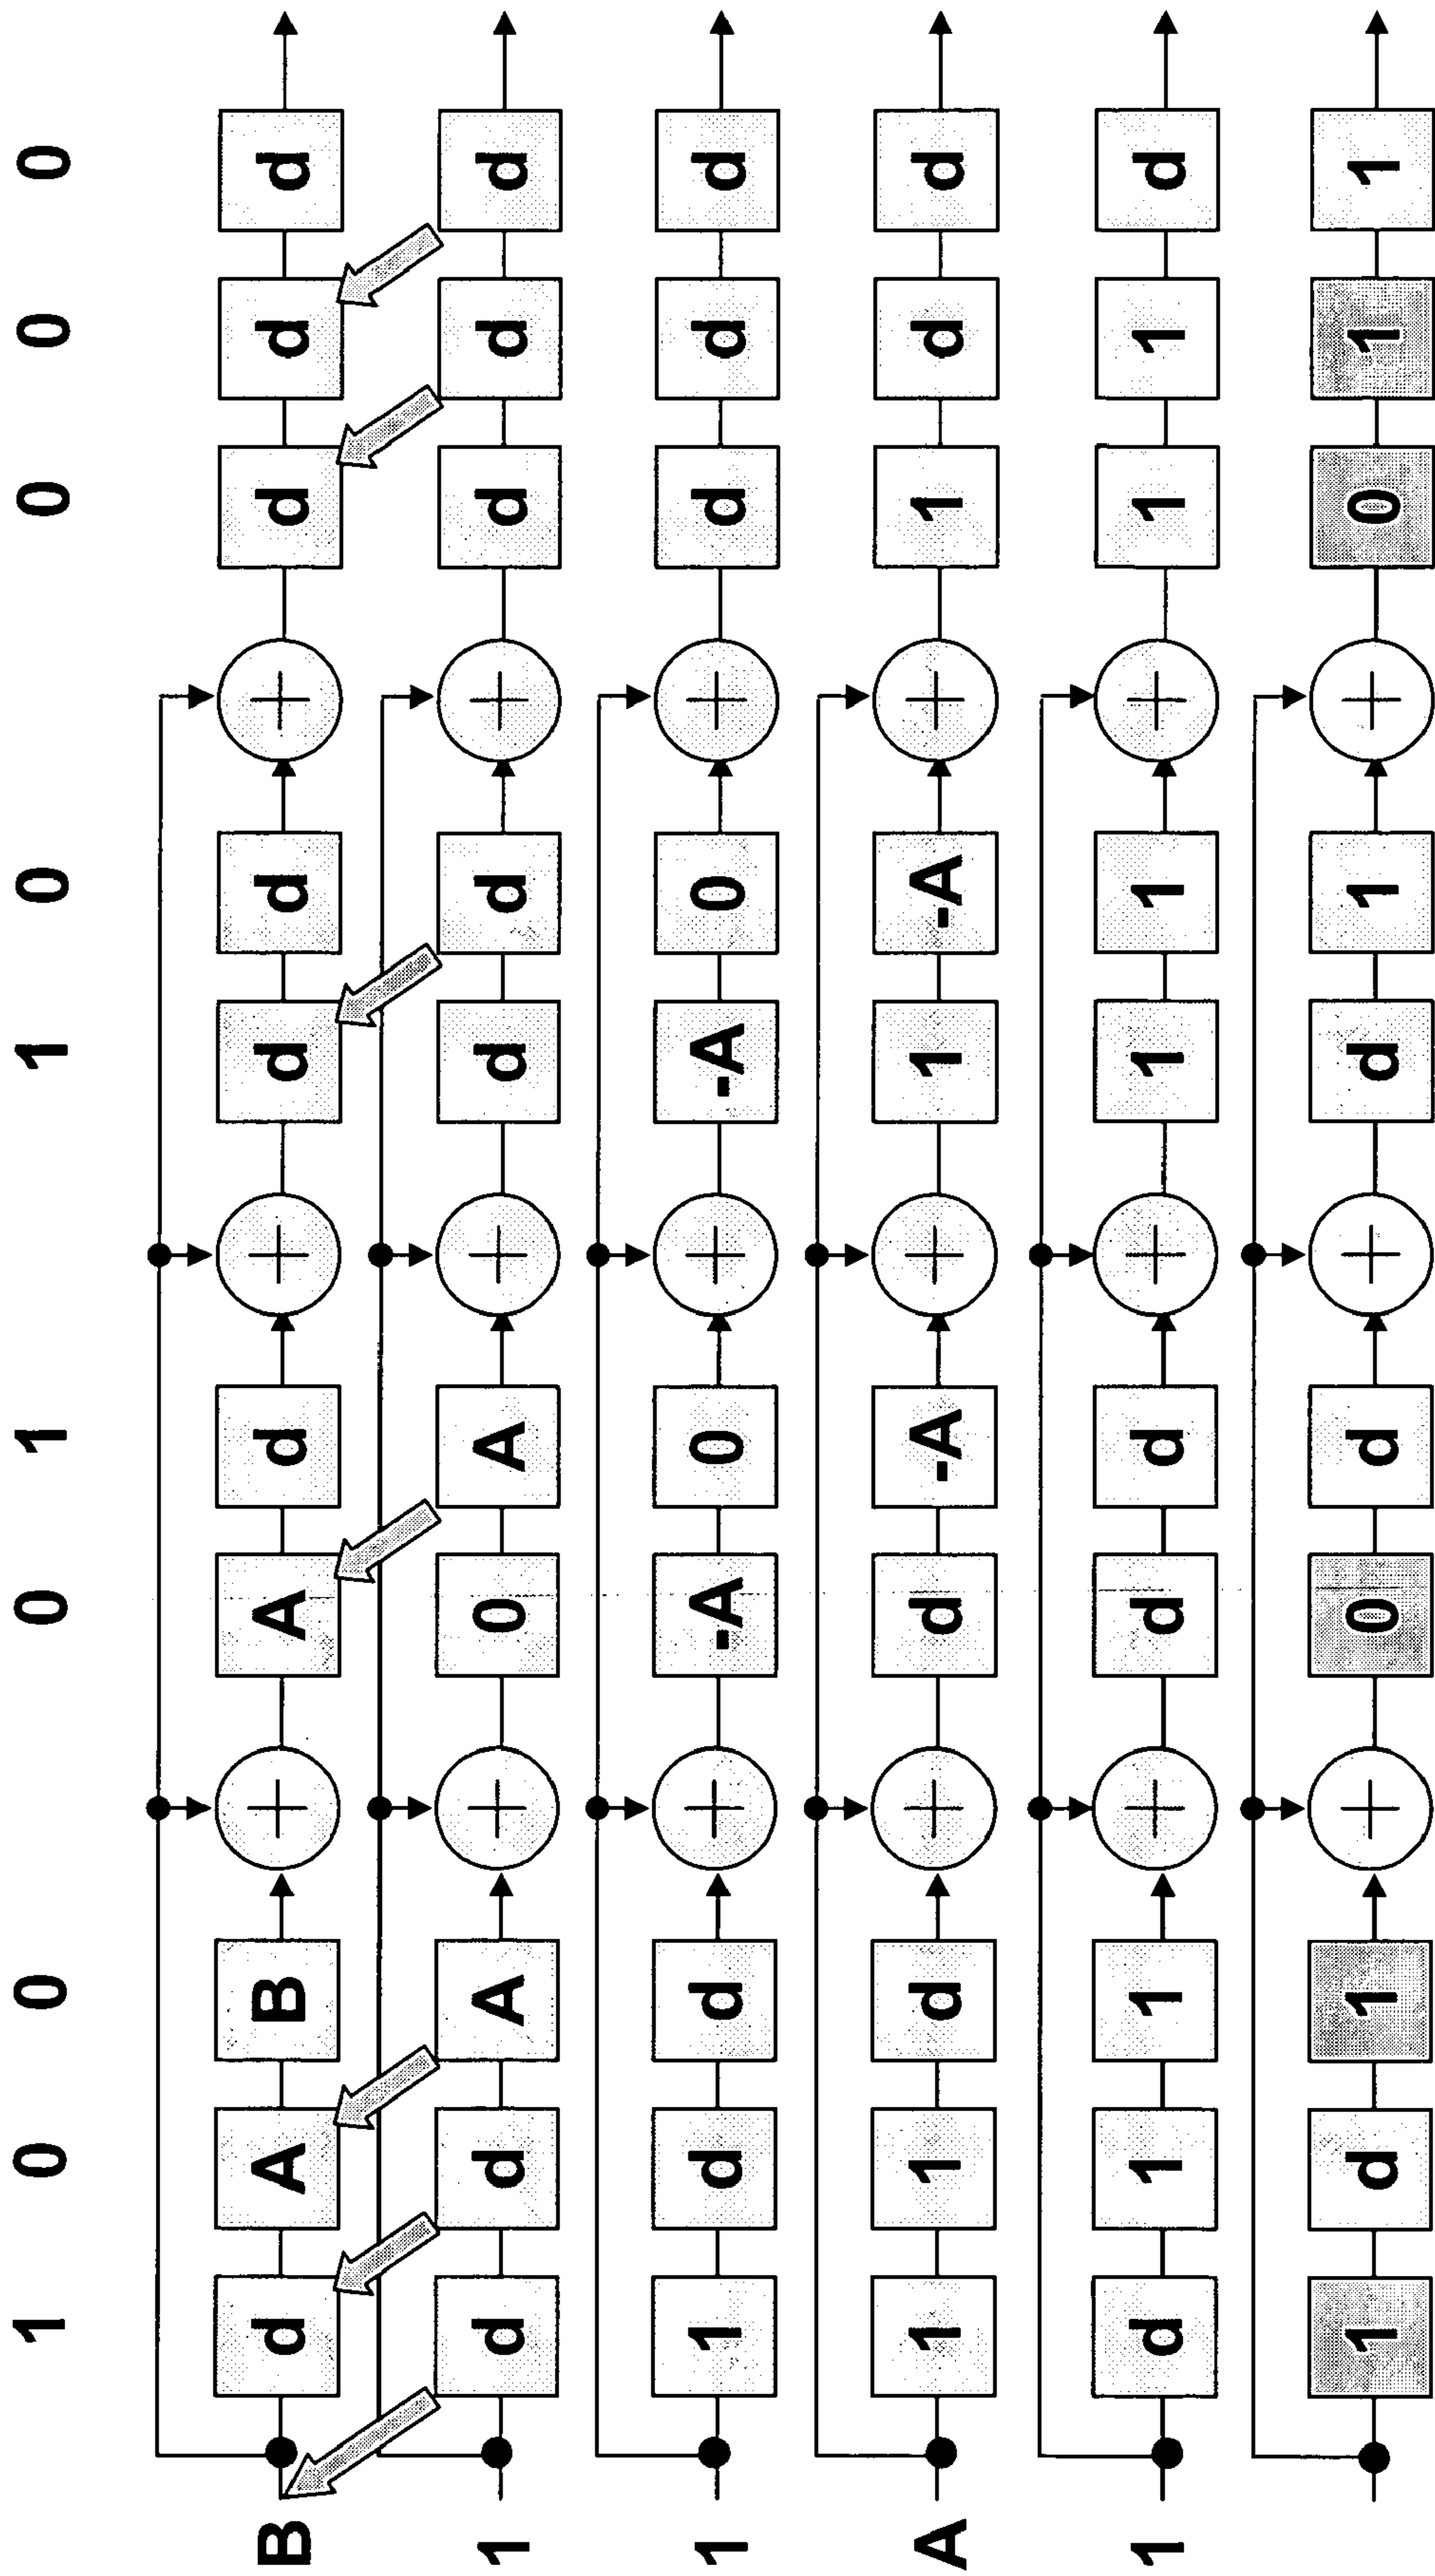 1 0 0 0 1 1 0 0 0 0
B d A B + A d + d d + d d d
1 d d A + 0 A + d d + d d d
1 1 d d + -A 0 + -A 0 + d d d
A 1 1 d + d -A + 1 -A + 1 d d
1 d 1 1 + d d + 1 1 + 1 1 d
1 d 1 + 0 d + d 1 + 0 1 1